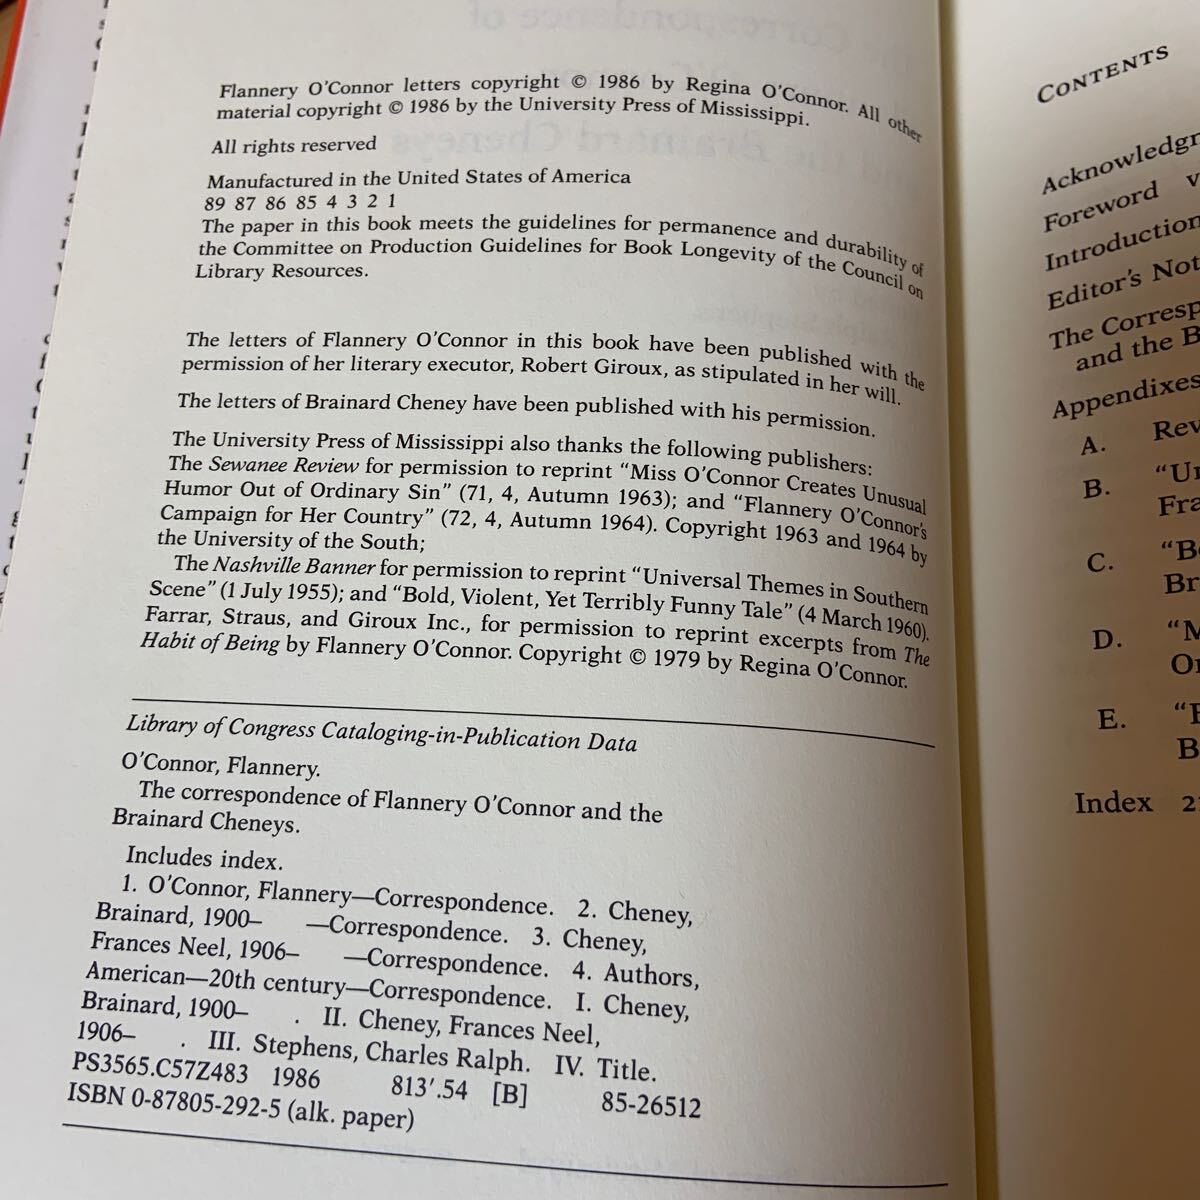 Flannery O'Connor letters copyright © 1986 by Regina O'Connor. All other
material copyright © 1986 by the University Press of Mississippi.
All rights reserved
Manufactured in the United States of America
89 87 86 85 4 3 2 1
The paper in this book meets the guidelines for permanence and durability of
the Committee on Production Guidelines for Book Longevity of the Council on
Library Resources.
The letters of Flannery O'Connor in this book have been published with the
permission of her literary executor, Robert Giroux, as stipulated in her will.
The letters of Brainard Cheney have been published with his permission.
The University Press of Mississippi also thanks the following publishers:
The Sewanee Review for permission to reprint “Miss O'Connor Creates Unusual
Humor Out of Ordinary Sin” (71, 4, Autumn 1963); and “Flannery O'Connor's
Campaign for Her Country” (72, 4, Autumn 1964). Copyright 1963 and 1964 by
the University of the South;
The Nashville Banner for permission to reprint “Universal Themes in Southern
Scene” (1 July 1955); and “Bold, Violent, Yet Terribly Funny Tale” (4 March 1960).
Farrar, Straus, and Giroux Inc., for permission to reprint excerpts from The
Habit of Being by Flannery O'Connor. Copyright © 1979 by Regina O'Connor.
Library of Congress Cataloging-in-Publication Data
O'Connor, Flannery.
The correspondence of Flannery O'Connor and the
Brainard Cheneys.
Includes index.
1. O'Connor, Flannery—Correspondence. 2. Cheney,
Brainard, 1900– —Correspondence. 3. Cheney,
Frances Neel, 1906– —Correspondence. 4. Authors,
American—20th century—Correspondence. I. Cheney,
Brainard, 1900– . II. Cheney, Frances Neel,
1906– . III. Stephens, Charles Ralph. IV. Title.
PS3565.C57Z483 1986 813'.54 [B] 85-26512
ISBN 0-87805-292-5 (alk. paper)
CONTENTS
Acknowledgr
Foreword v
Introduction
Editor's Not
The Corresp
and the B
Appendixes
A. Rev
B. “Un
Fra
C. “Bo
Br
D. “M
Or
E. “F
B
Index 2